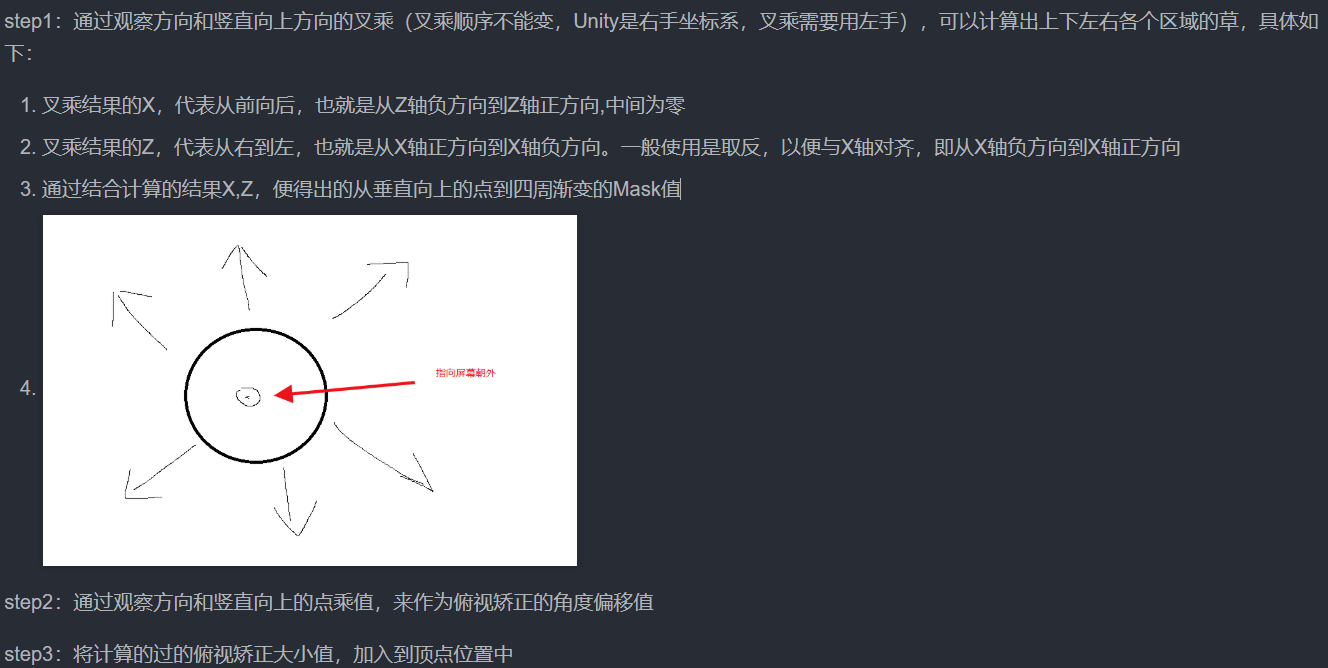 step1：通过观察方向和竖直向上方向的叉乘（叉乘顺序不能变，Unity是右手坐标系，叉乘需要用左手），可以计算出上下左右各个区域的草，具体如
下：
1. 叉乘结果的X，代表从前向后，也就是从Z轴负方向到Z轴正方向,中间为零
2. 叉乘结果的Z，代表从右到左，也就是从X轴正方向到X轴负方向。一般使用是取反，以便与X轴对齐，即从X轴负方向到X轴正方向
3. 通过结合计算的结果X,Z，便得出的从垂直向上的点到四周渐变的Mask值
指向屏幕朝外
4.
step2：通过观察方向和竖直向上的点乘值，来作为俯视矫正的角度偏移值
step3：将计算的过的俯视矫正大小值，加入到顶点位置中